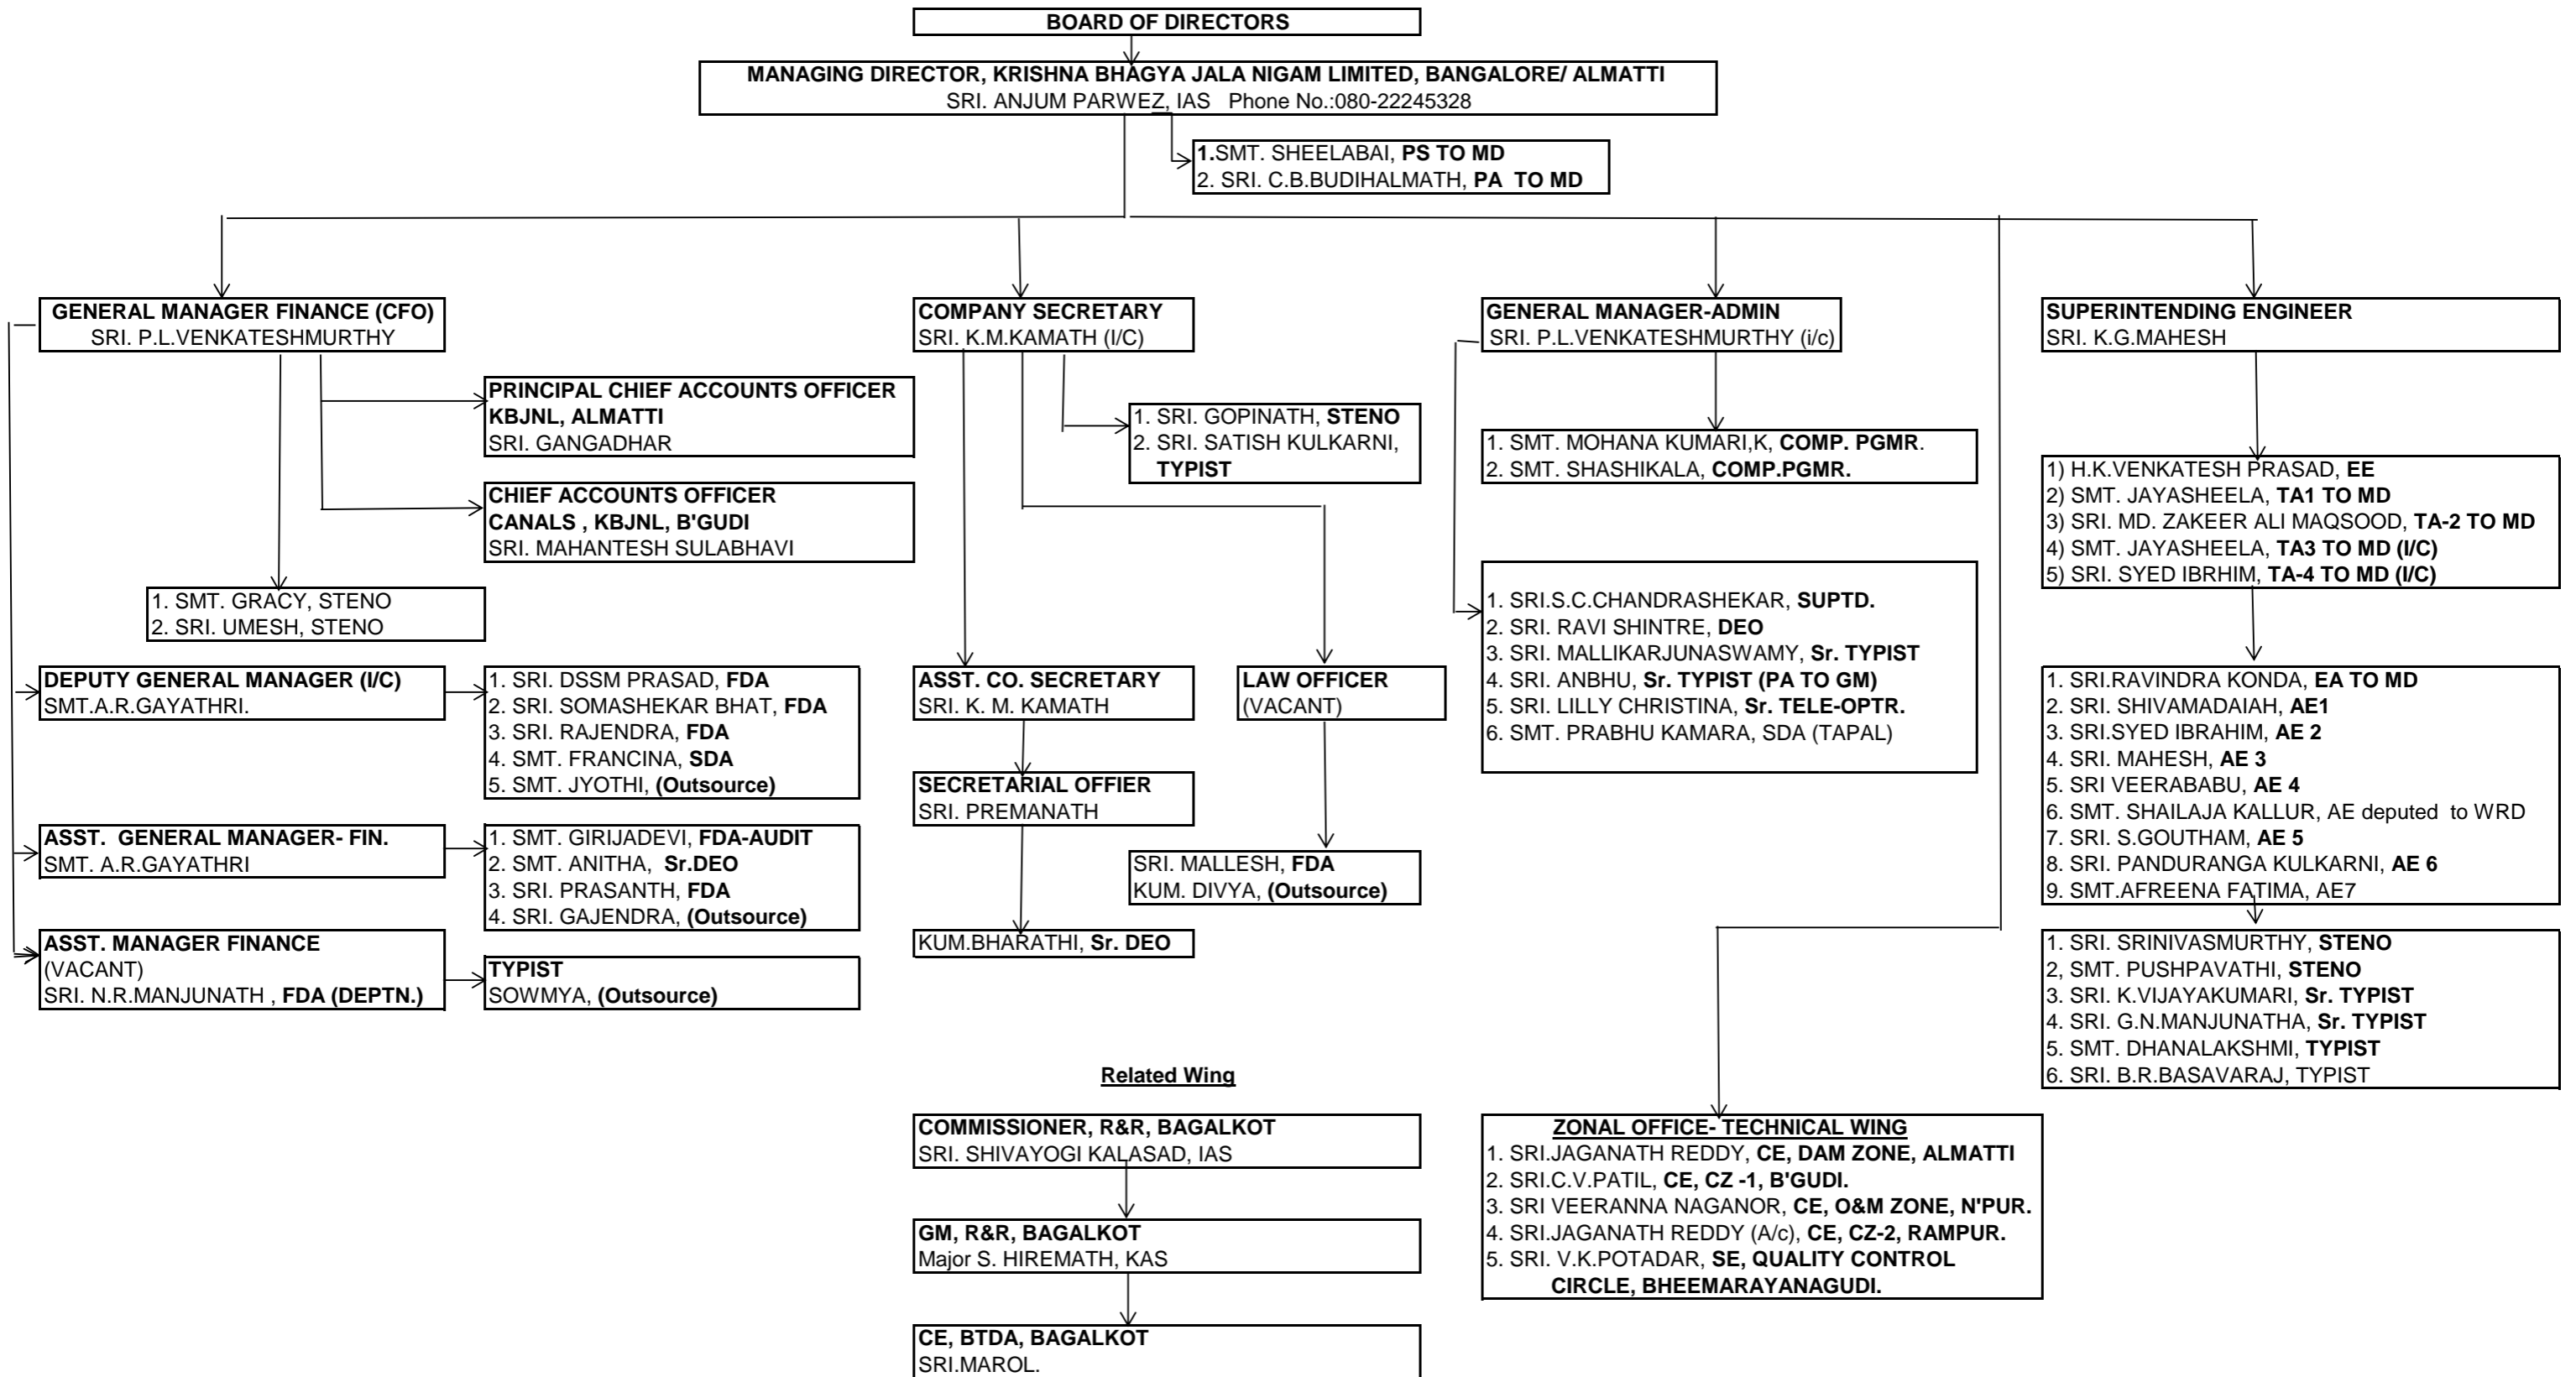 BOARD OF DIRECTORS
MANAGING DIRECTOR, KRISHNA BHAGYA JALA NIGAM LIMITED, BANGALORE/ ALMATTI
SRI. ANJUM PARWEZ, IAS   Phone No.:080-22245328
1.SMT. SHEELABAI, PS TO MD
2. SRI. C.B.BUDIHALMATH, PA  TO MD
GENERAL MANAGER FINANCE (CFO)
SRI. P.L.VENKATESHMURTHY
PRINCIPAL CHIEF ACCOUNTS OFFICER
KBJNL, ALMATTI
SRI. GANGADHAR
CHIEF ACCOUNTS OFFICER
CANALS , KBJNL, B'GUDI
SRI. MAHANTESH SULABHAVI
1. SMT. GRACY, STENO
2. SRI. UMESH, STENO
DEPUTY GENERAL MANAGER (I/C)
SMT.A.R.GAYATHRI.
1. SRI. DSSM PRASAD, FDA
2. SRI. SOMASHEKAR BHAT, FDA
3. SRI. RAJENDRA, FDA
4. SMT. FRANCINA, SDA
5. SMT. JYOTHI, (Outsource)
ASST.  GENERAL MANAGER- FIN.
SMT. A.R.GAYATHRI
1. SMT. GIRIJADEVI, FDA-AUDIT
2. SMT. ANITHA,  Sr.DEO
3. SRI. PRASANTH, FDA
4. SRI. GAJENDRA, (Outsource)
ASST. MANAGER FINANCE
(VACANT)
SRI. N.R.MANJUNATH , FDA (DEPTN.)
TYPIST
SOWMYA, (Outsource)
COMPANY SECRETARY
SRI. K.M.KAMATH (I/C)
1. SRI. GOPINATH, STENO
2. SRI. SATISH KULKARNI,
TYPIST
ASST. CO. SECRETARY
SRI. K. M. KAMATH
LAW OFFICER
(VACANT)
SECRETARIAL OFFIER
SRI. PREMANATH
SRI. MALLESH, FDA
KUM. DIVYA, (Outsource)
KUM.BHARATHI, Sr. DEO
GENERAL MANAGER-ADMIN
SRI. P.L.VENKATESHMURTHY (i/c)
1. SMT. MOHANA KUMARI,K, COMP. PGMR.
2. SMT. SHASHIKALA, COMP.PGMR.
1. SRI.S.C.CHANDRASHEKAR, SUPTD.
2. SRI. RAVI SHINTRE, DEO
3. SRI. MALLIKARJUNASWAMY, Sr. TYPIST
4. SRI. ANBHU, Sr. TYPIST (PA TO GM)
5. SRI. LILLY CHRISTINA, Sr. TELE-OPTR.
6. SMT. PRABHU KAMARA, SDA (TAPAL)
SUPERINTENDING ENGINEER
SRI. K.G.MAHESH
1) H.K.VENKATESH PRASAD, EE
2) SMT. JAYASHEELA, TA1 TO MD
3) SRI. MD. ZAKEER ALI MAQSOOD, TA-2 TO MD
4) SMT. JAYASHEELA, TA3 TO MD (I/C)
5) SRI. SYED IBRHIM, TA-4 TO MD (I/C)
1. SRI.RAVINDRA KONDA, EA TO MD
2. SRI. SHIVAMADAIAH, AE1
3. SRI.SYED IBRAHIM, AE 2
4. SRI. MAHESH, AE 3
5. SRI VEERABABU, AE 4
6. SMT. SHAILAJA KALLUR, AE deputed  to WRD
7. SRI. S.GOUTHAM, AE 5
8. SRI. PANDURANGA KULKARNI, AE 6
9. SMT.AFREENA FATIMA, AE7
1. SRI. SRINIVASMURTHY, STENO
2, SMT. PUSHPAVATHI, STENO
3. SRI. K.VIJAYAKUMARI, Sr. TYPIST
4. SRI. G.N.MANJUNATHA, Sr. TYPIST
5. SMT. DHANALAKSHMI, TYPIST
6. SRI. B.R.BASAVARAJ, TYPIST
Related Wing
COMMISSIONER, R&R, BAGALKOT
SRI. SHIVAYOGI KALASAD, IAS
GM, R&R, BAGALKOT
Major S. HIREMATH, KAS
CE, BTDA, BAGALKOT
SRI.MAROL.
ZONAL OFFICE- TECHNICAL WING
1. SRI.JAGANATH REDDY, CE, DAM ZONE, ALMATTI
2. SRI.C.V.PATIL, CE, CZ -1, B'GUDI.
3. SRI VEERANNA NAGANOR, CE, O&M ZONE, N'PUR.
4. SRI.JAGANATH REDDY (A/c), CE, CZ-2, RAMPUR.
5. SRI. V.K.POTADAR, SE, QUALITY CONTROL
CIRCLE, BHEEMARAYANAGUDI.